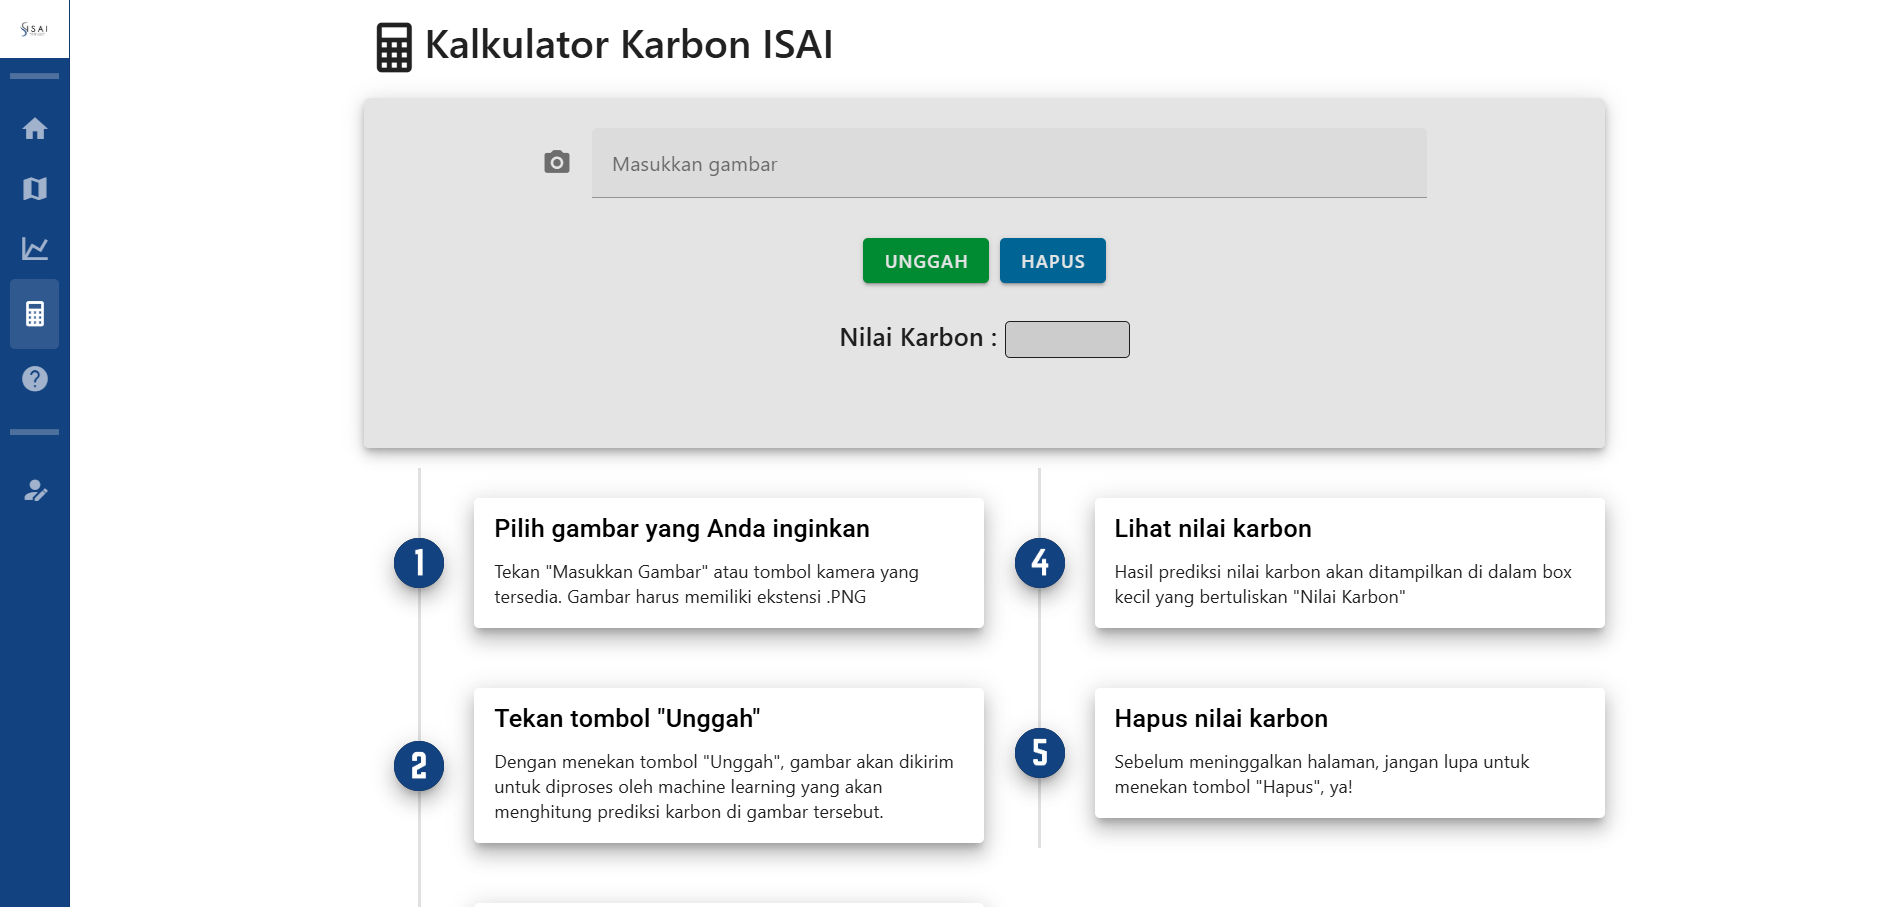 ISAI
Kalkulator Karbon ISAI
Masukkan gambar
UNGGAH
HAPUS
Nilai Karbon :
1
Pilih gambar yang Anda inginkan
Tekan "Masukkan Gambar" atau tombol kamera yang
tersedia. Gambar harus memiliki ekstensi .PNG
2
Tekan tombol "Unggah"
Dengan menekan tombol "Unggah", gambar akan dikirim
untuk diproses oleh machine learning yang akan
menghitung prediksi karbon di gambar tersebut.
4
Lihat nilai karbon
Hasil prediksi nilai karbon akan ditampilkan di dalam box
kecil yang bertuliskan "Nilai Karbon"
5
Hapus nilai karbon
Sebelum meninggalkan halaman, jangan lupa untuk
menekan tombol "Hapus", ya!